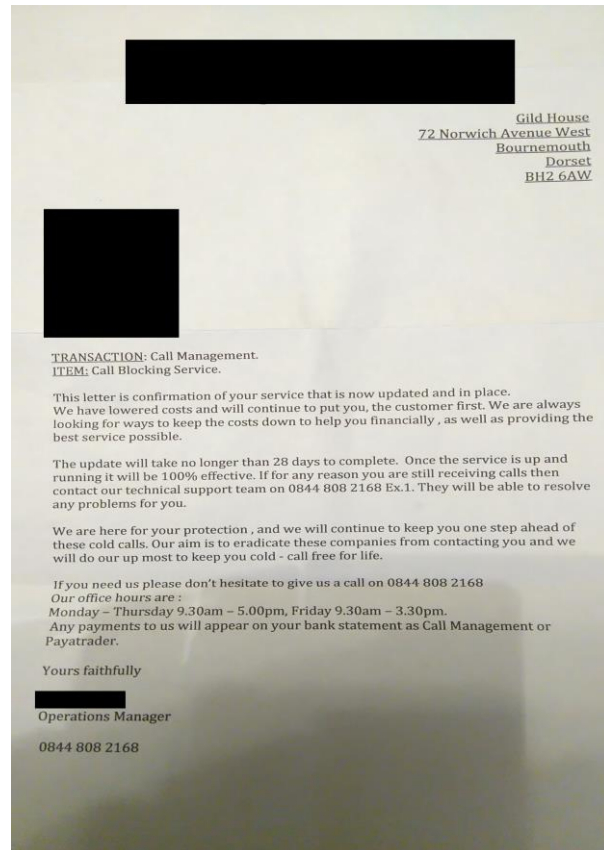 Gild House
72 Norwich Avenue West
Bournemouth
Dorset
BH2 6AW
TRANSACTION: Call Management.
ITEM: Call Blocking Service.
This letter is confirmation of your service that is now updated and in place.
We have lowered costs and will continue to put you, the customer first. We are always
looking for ways to keep the costs down to help you financially , as well as providing the
best service possible.
The update will take no longer than 28 days to complete. Once the service is up and
running it will be 100% effective. If for any reason you are still receiving calls then
contact our technical support team on 0844 808 2168 Ex.1. They will be able to resolve
any problems for you.
We are here for your protection , and we will continue to keep you one step ahead of
these cold calls. Our aim is to eradicate these companies from contacting you and we
will do our up most to keep you cold - call free for life.
If you need us please don't hesitate to give us a call on 0844 808 2168
Our office hours are :
Monday – Thursday 9.30am – 5.00pm, Friday 9.30am – 3.30pm.
Any payments to us will appear on your bank statement as Call Management or
Payatrader.
Yours faithfully
Operations Manager
0844 808 2168